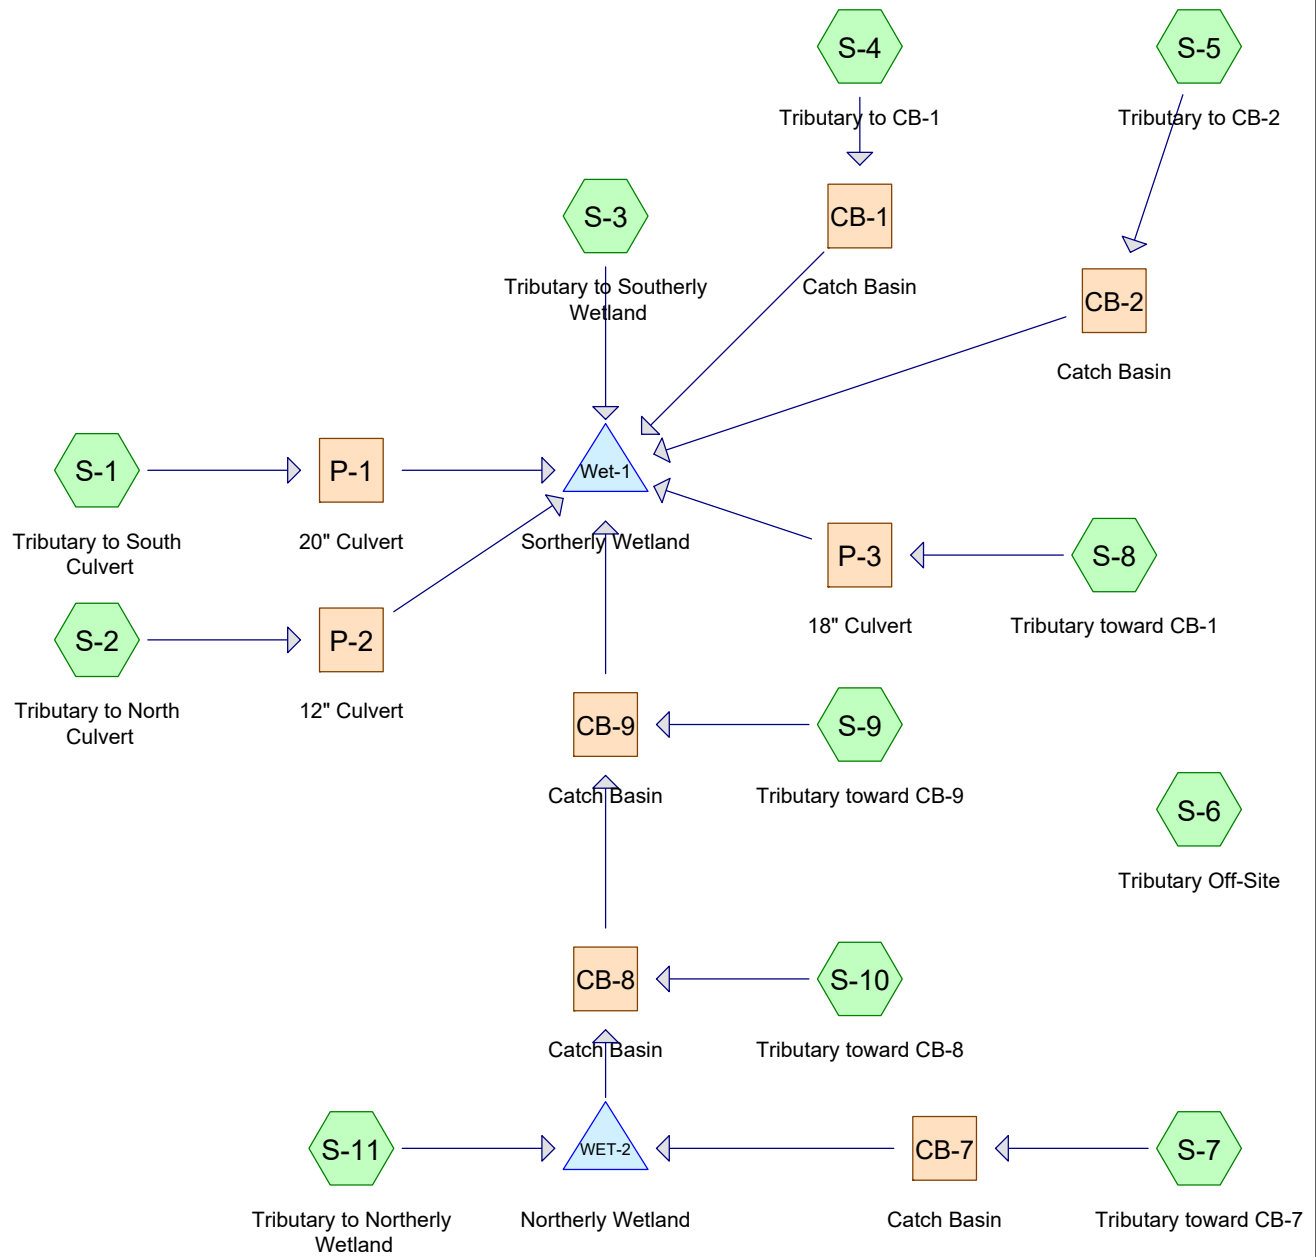 S-4
S-5
Tributary to CB-1
Tributary to CB-2
S-3
CB-1
Tributary to Southerly
Wetland
Catch Basin
CB-2
Catch Basin
S-1
P-1
Wet-1
Tributary to South
Culvert
20" Culvert
Sortherly Wetland
P-3
S-8
18" Culvert
Tributary toward CB-1
S-2
P-2
Tributary to North
Culvert
12" Culvert
CB-9
S-9
Catch Basin
Tributary toward CB-9
S-6
Tributary Off-Site
CB-8
S-10
Catch Basin
Tributary toward CB-8
S-11
WET-2
CB-7
S-7
Tributary to Northerly
Wetland
Northerly Wetland
Catch Basin
Tributary toward CB-7